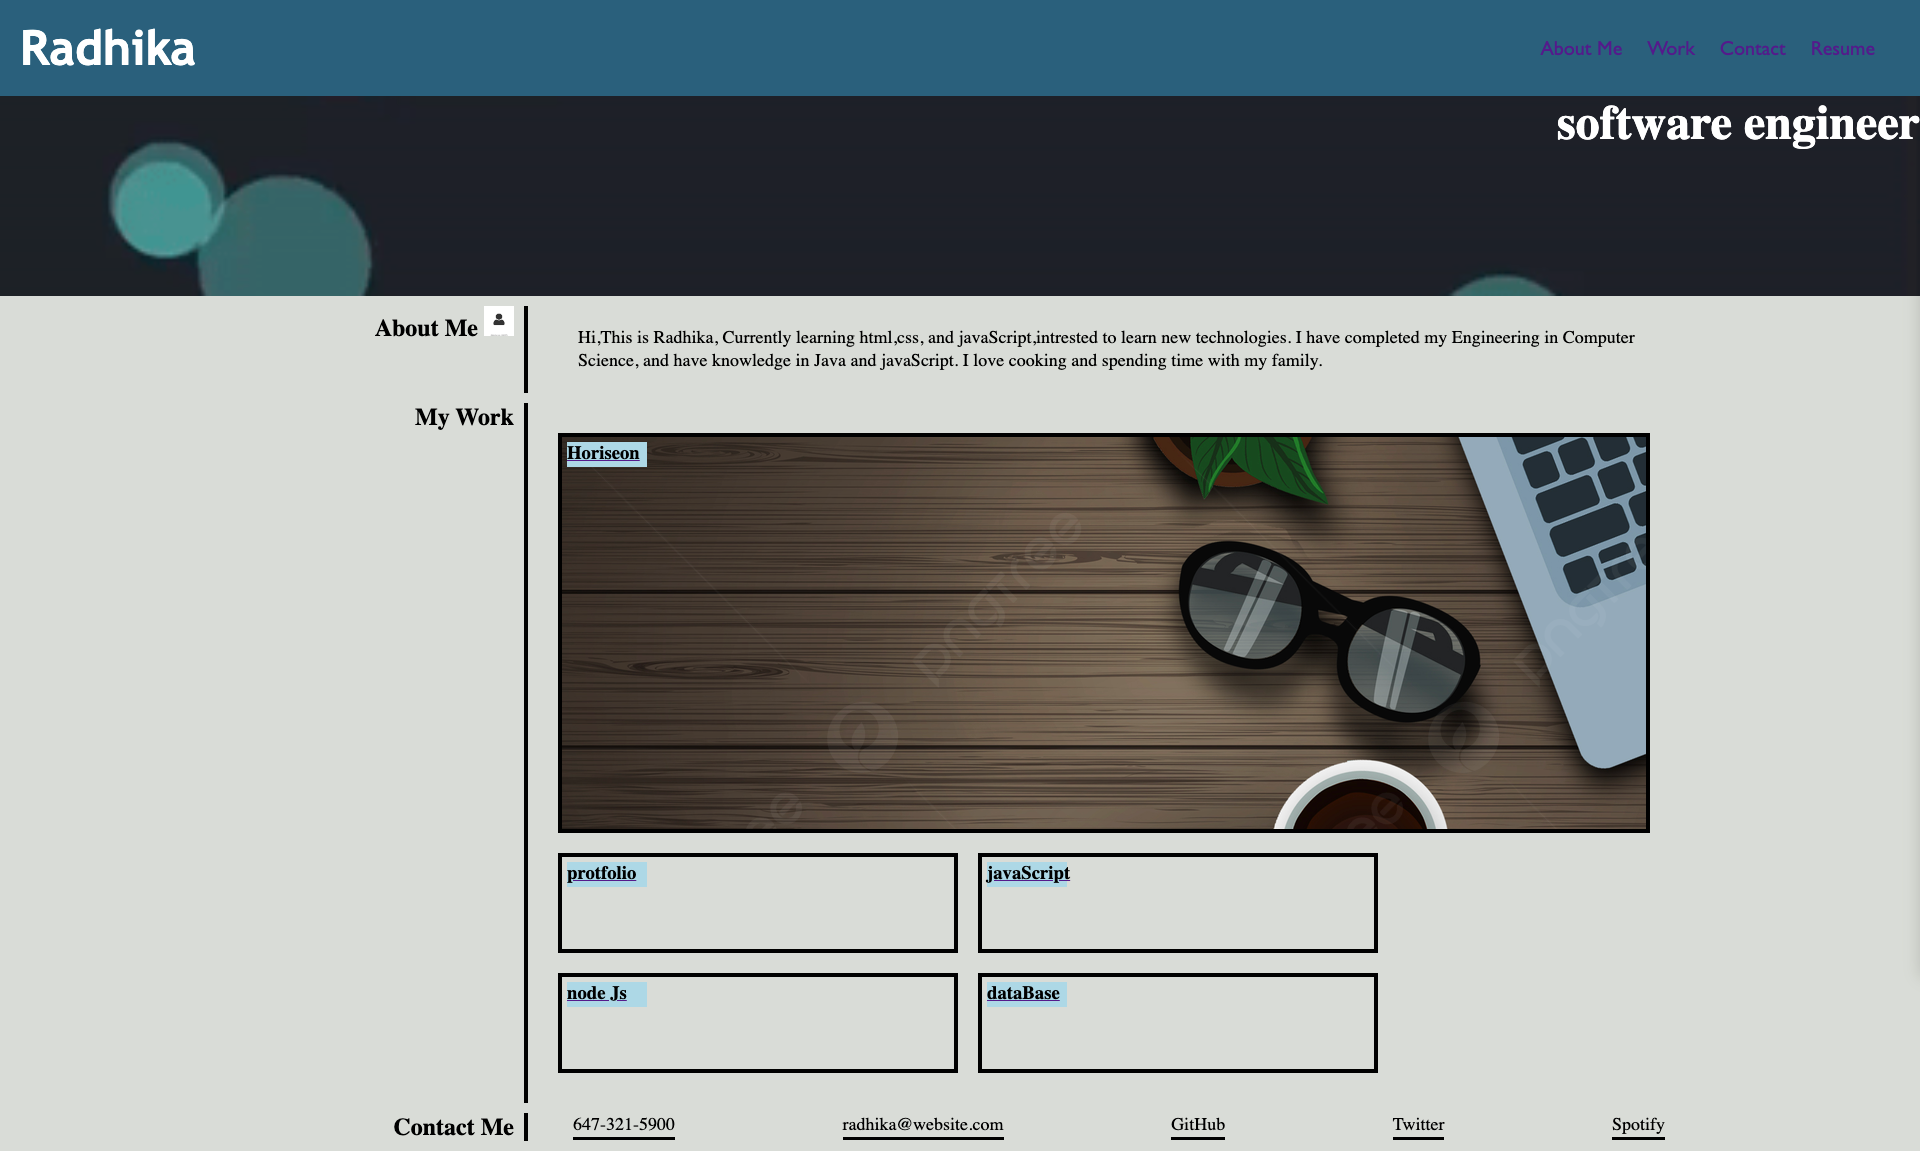 Radhika
About Me Work Contact Resume
software engineer
About Me
Hi,This is Radhika, Currently learning html,css, and javaScript,intrested to learn new technologies. I have completed my Engineering in Computer
Science, and have knowledge in Java and javaScript. I love cooking and spending time with my family.
My Work
Horiseon
pngtree
protfolio
javaScript
node Js
dataBase
Contact Me
647-321-5900
radhika@website.com
GitHub
Twitter
Spotify